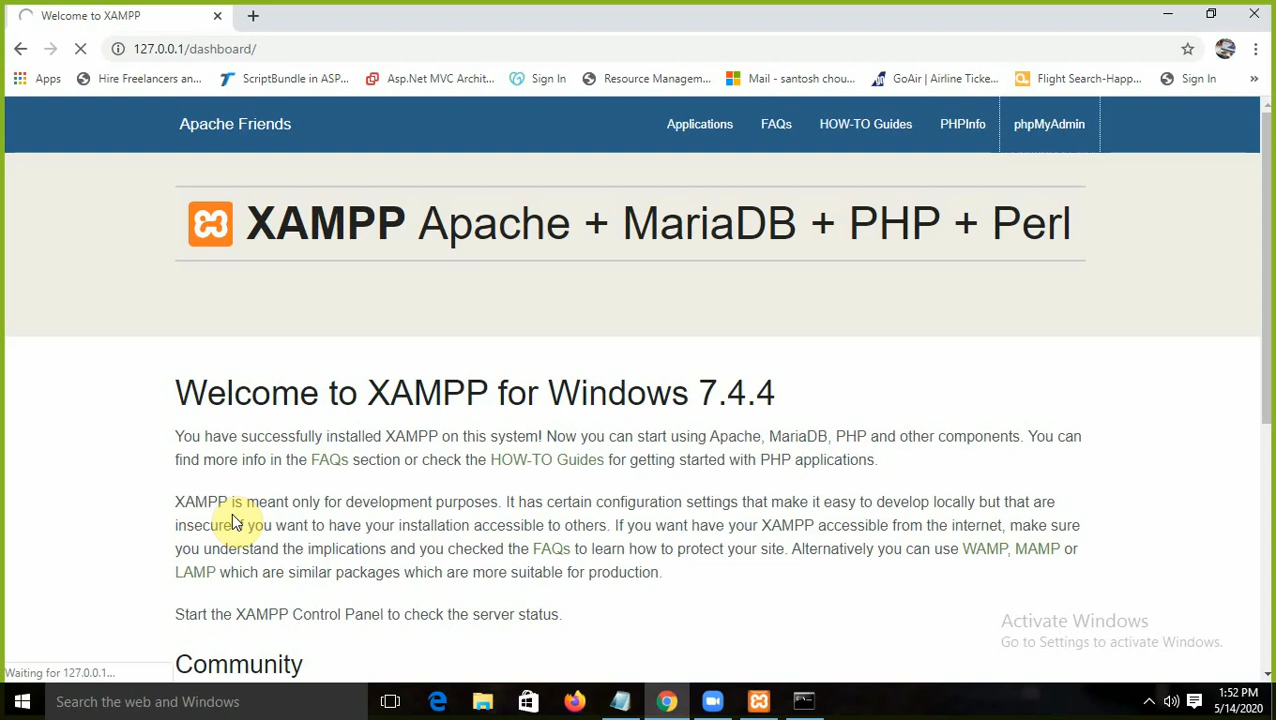 Welcome to XAMPP
127.0.0.1/dashboard/
Apps Hire Freelancers an... ScriptBundle in ASP... Asp.Net MVC Archit... Sign In Resource Managem... Mail - santosh chou... GoAir | Airline Ticke... Flight Search-Happ... Sign In »
Apache Friends Applications FAQs HOW-TO Guides PHPInfo phpMyAdmin
XAMPP Apache + MariaDB + PHP + Perl
Welcome to XAMPP for Windows 7.4.4
You have successfully installed XAMPP on this system! Now you can start using Apache, MariaDB, PHP and other components. You can
find more info in the FAQs section or check the HOW-TO Guides for getting started with PHP applications.
XAMPP is meant only for development purposes. It has certain configuration settings that make it easy to develop locally but that are
insecure if you want to have your installation accessible to others. If you want have your XAMPP accessible from the internet, make sure
you understand the implications and you checked the FAQs to learn how to protect your site. Alternatively you can use WAMP, MAMP or
LAMP which are similar packages which are more suitable for production.
Start the XAMPP Control Panel to check the server status.
Activate Windows
Go to Settings to activate Windows.
Community
Waiting for 127.0.0.1...
Search the web and Windows
1:52 PM
5/14/2020